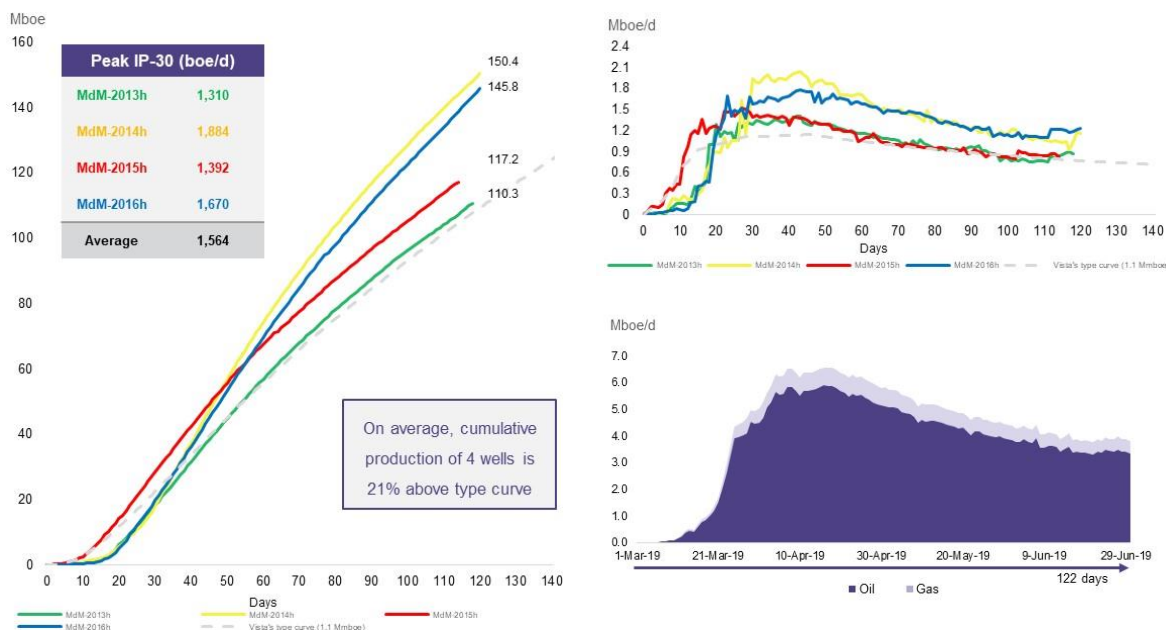 Mboe
160
140
120
100
80
60
40
20
0
Peak IP-30 (boe/d)
MdM-2013h 1,310
MdM-2014h 1,884
MdM-2015h 1,392
MdM-2016h 1,670
Average 1,564
150.4
145.8
117.2
110.3
On average, cumulative
production of 4 wells is
21% above type curve
0 10 20 30 40 50 60 70 80 90 100 110 120 130 140
Days
MdM-2013h MdM-2014h MdM-2015h
MdM-2016h Vista's type curve (1.1 Mmboe)
Mboe/d
2.4
2.1
1.8
1.5
1.2
0.9
0.6
0.3
0
0 10 20 30 40 50 60 70 80 90 100 110 120 130 140
Days
MdM-2013h MdM-2014h MdM-2015h MdM-2016h Vista's type curve (1.1 Mmboe)
Mboe/d
7.0
6.0
5.0
4.0
3.0
2.0
1.0
0.0
1-Mar-19 21-Mar-19 10-Apr-19 30-Apr-19 20-May-19 9-Jun-19 29-Jun-19
122 days
Oil Gas